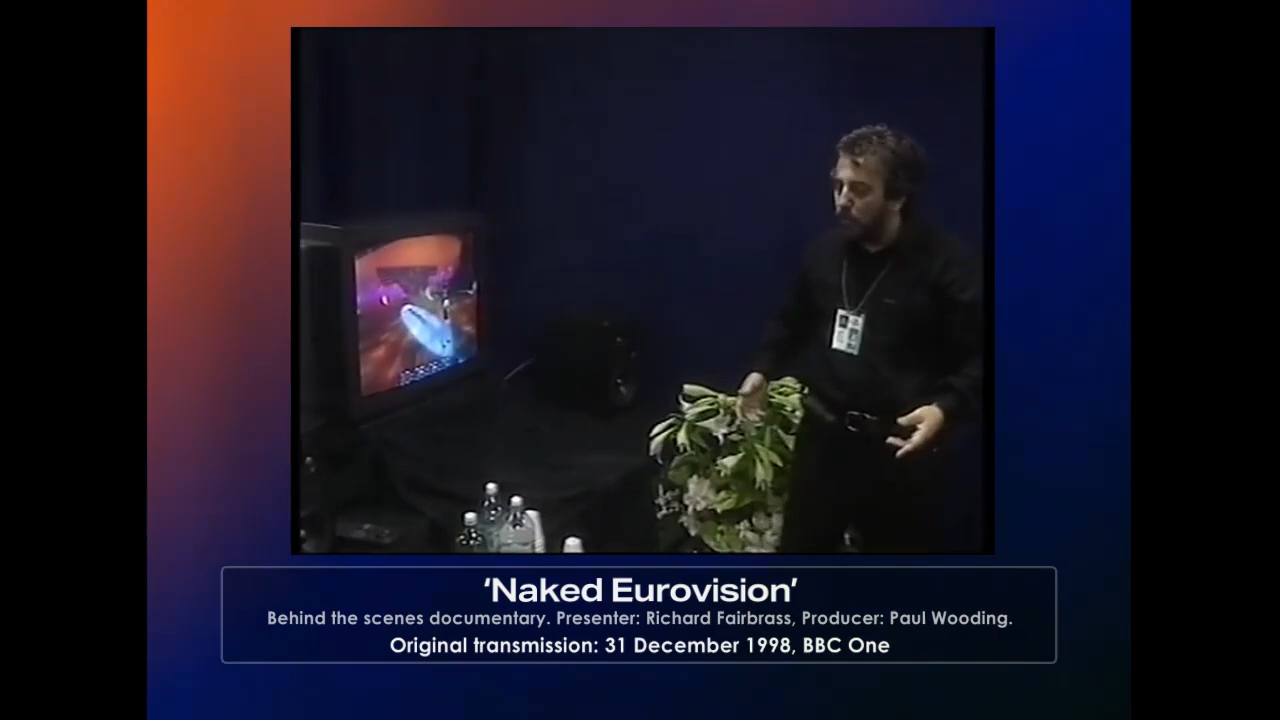 ‘Naked Eurovision’
Behind the scenes documentary. Presenter: Richard Fairbrass, Producer: Paul Wooding.
Original transmission: 31 December 1998, BBC One